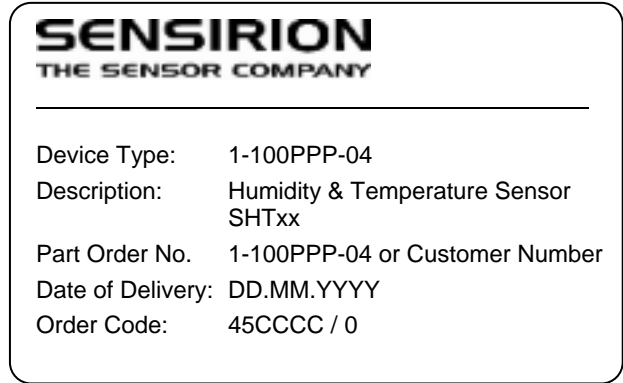 SENSIRION
THE SENSOR COMPANY
Device Type: 1-100PPP-04
Description: Humidity & Temperature Sensor
SHTxx
Part Order No. 1-100PPP-04 or Customer Number
Date of Delivery: DD.MM.YYYY
Order Code: 45CCCC / 0